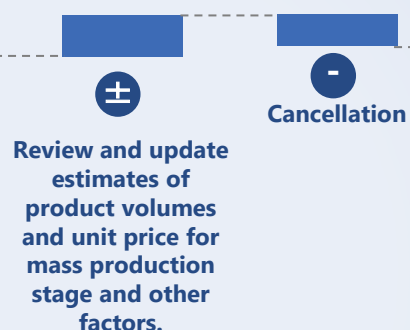 ±
-
Cancellation
Review and update
estimates of
product volumes
and unit price for
mass production
stage and other
factors.